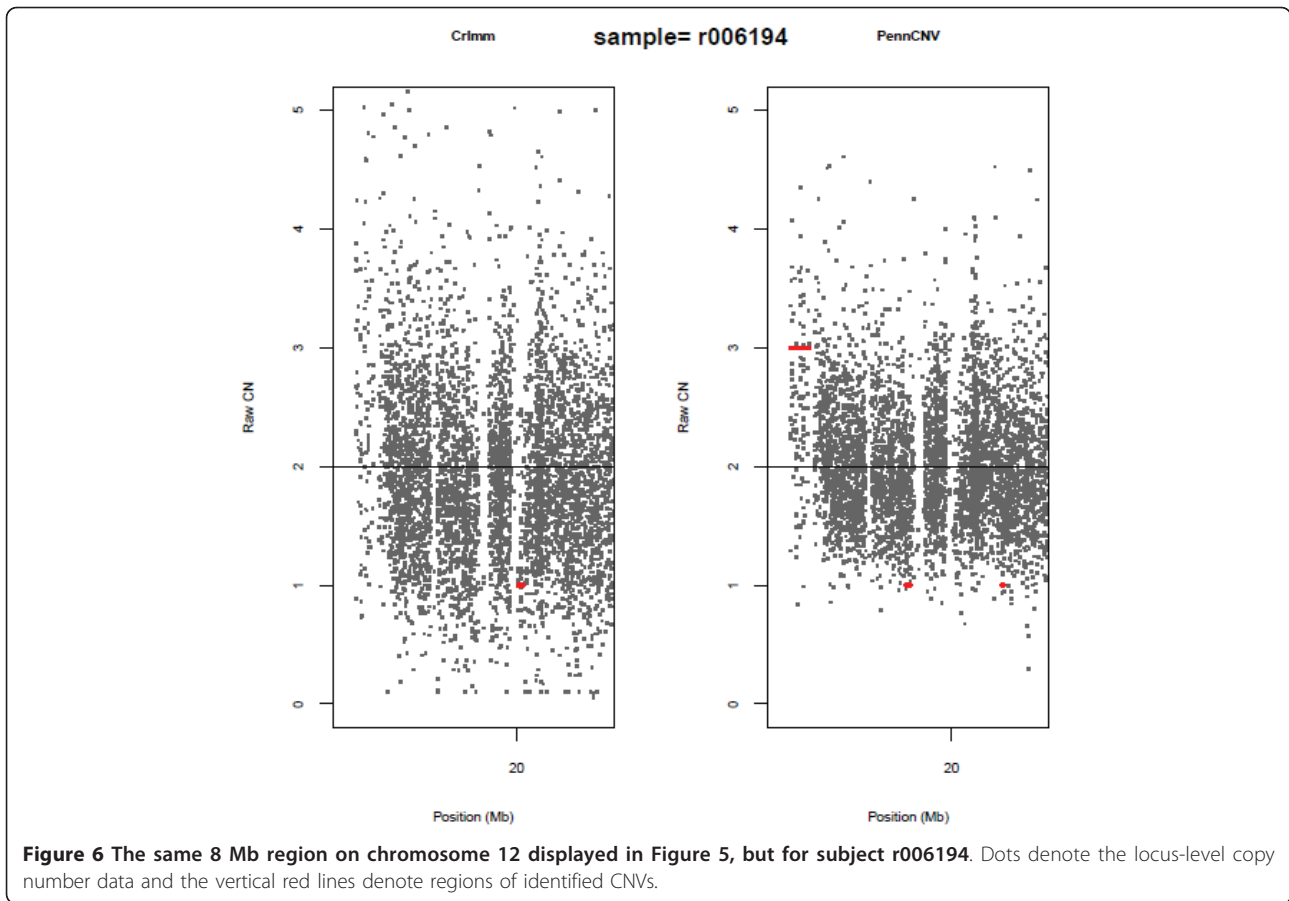 Crlmm sample= r006194 PennCNV
5
4
3
2
1
0
Raw CN
20
Position (Mb)
5
4
3
2
1
0
Raw CN
20
Position (Mb)
Figure 6 The same 8 Mb region on chromosome 12 displayed in Figure 5, but for subject r006194. Dots denote the locus-level copy
number data and the vertical red lines denote regions of identified CNVs.